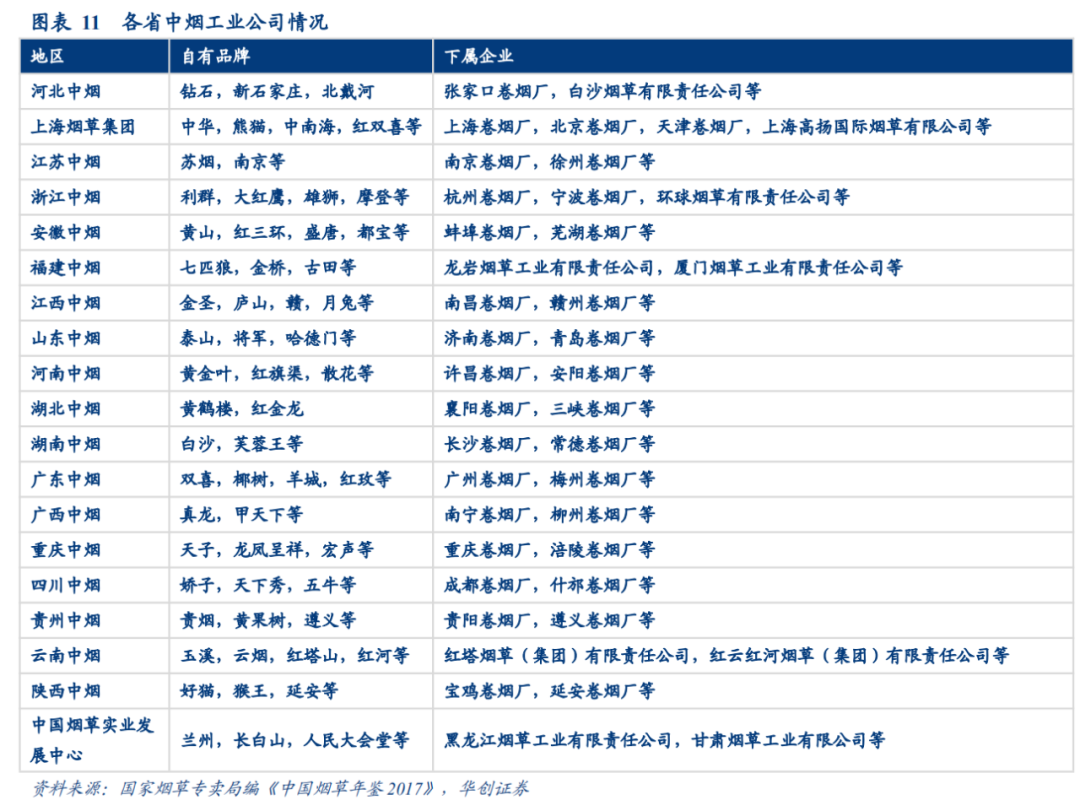 图表 11 各省中烟工业公司情况
地区 自有品牌 下属企业
河北中烟 钻石，新石家庄，北戴河 张家口卷烟厂，白沙烟草有限责任公司等
上海烟草集团 中华，熊猫，中南海，红双喜等 上海卷烟厂，北京卷烟厂，天津卷烟厂，上海高扬国际烟草有限公司等
江苏中烟 苏烟，南京等 南京卷烟厂，徐州卷烟厂等
浙江中烟 利群，大红鹰，雄狮，摩登等 杭州卷烟厂，宁波卷烟厂，环球烟草有限责任公司等
安徽中烟 黄山，红三环，盛唐，都宝等 蚌埠卷烟厂，芜湖卷烟厂等
福建中烟 七匹狼，金桥，古田等 龙岩烟草工业有限责任公司，厦门烟草工业有限责任公司等
江西中烟 金圣，庐山，赣，月兔等 南昌卷烟厂，赣州卷烟厂等
山东中烟 泰山，将军，哈德门等 济南卷烟厂，青岛卷烟厂等
河南中烟 黄金叶，红旗渠，散花等 许昌卷烟厂，安阳卷烟厂等
湖北中烟 黄鹤楼，红金龙 襄阳卷烟厂，三峡卷烟厂等
湖南中烟 白沙，芙蓉王等 长沙卷烟厂，常德卷烟厂等
广东中烟 双喜，椰树，羊城，红玫等 广州卷烟厂，梅州卷烟厂等
广西中烟 真龙，甲天下等 南宁卷烟厂，柳州卷烟厂等
重庆中烟 天子，龙凤呈祥，宏声等 重庆卷烟厂，涪陵卷烟厂等
四川中烟 娇子，天下秀，五牛等 成都卷烟厂，什邡卷烟厂等
贵州中烟 贵烟，黄果树，遵义等 贵阳卷烟厂，遵义卷烟厂等
云南中烟 玉溪，云烟，红塔山，红河等 红塔烟草（集团）有限责任公司，红云红河烟草（集团）有限责任公司等
陕西中烟 好猫，猴王，延安等 宝鸡卷烟厂，延安卷烟厂等
中国烟草实业发
展中心 兰州，长白山，人民大会堂等 黑龙江烟草工业有限责任公司，甘肃烟草工业有限公司等
资料来源：国家烟草专卖局编《中国烟草年鉴2017》，华创证券